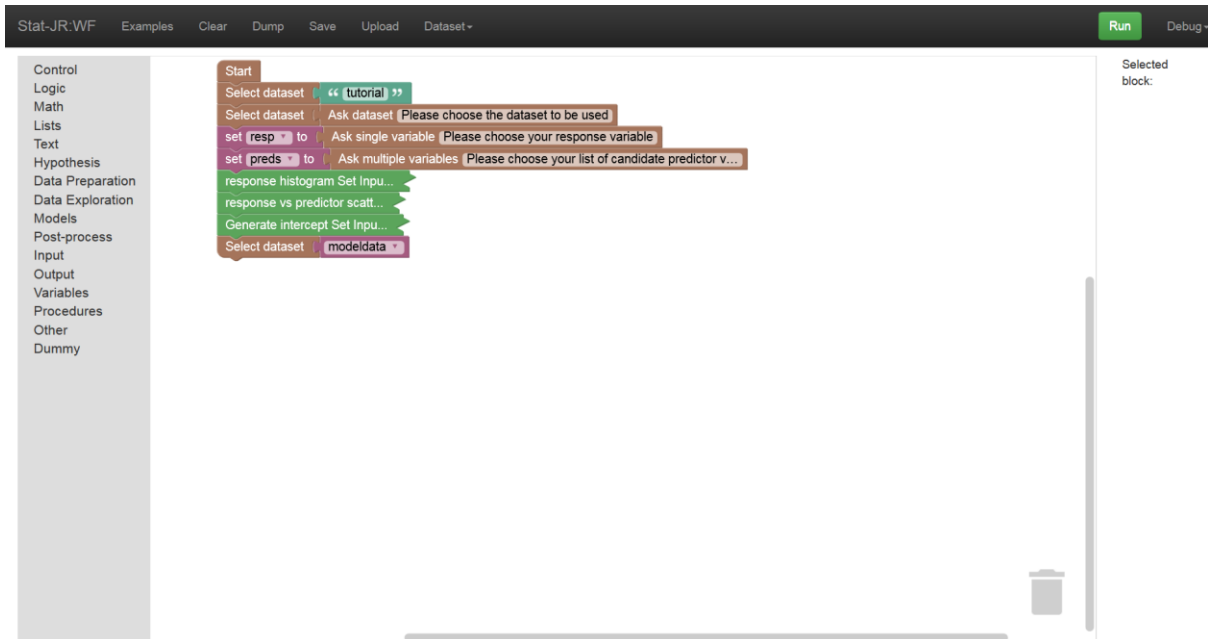 Stat-JR:WF Examples Clear Dump Save Upload Dataset Run Debug
Control
Logic
Math
Lists
Text
Hypothesis
Data Preparation
Data Exploration
Models
Post-process
Input
Output
Variables
Procedures
Other
Dummy
Start
Select dataset “ tutorial ”
Select dataset Ask dataset Please choose the dataset to be used
set resp to Ask single variable Please choose your response variable
set preds to Ask multiple variables Please choose your list of candidate predictor v...
response histogram Set Inpu...
response vs predictor scatt...
Generate intercept Set Inpu...
Select dataset modeldata
Selected
block: